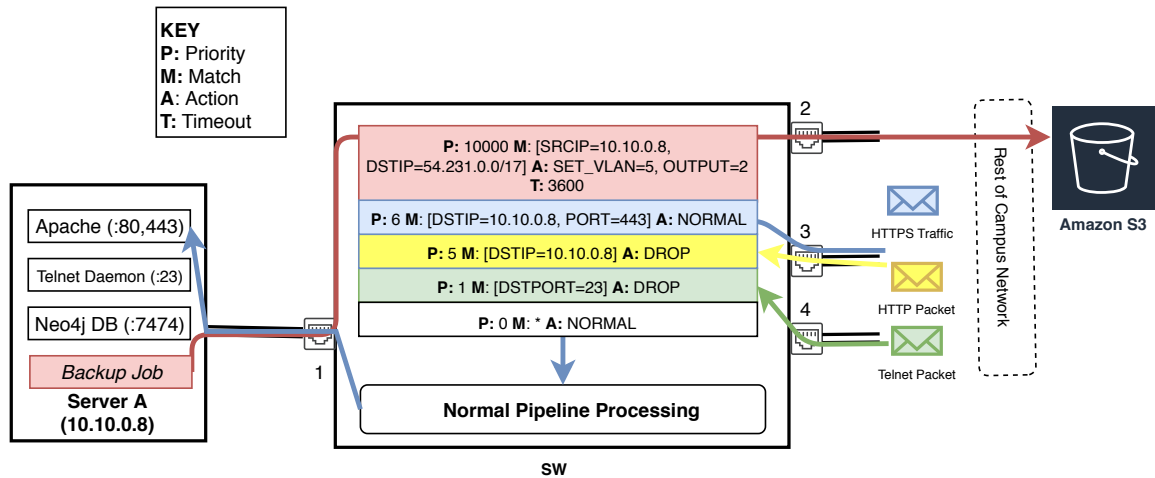 KEY
P: Priority
M: Match
A: Action
T: Timeout
Apache (:80,443)
Telnet Daemon (:23)
Neo4j DB (:7474)
Backup Job
Server A
(10.10.0.8)
1
P: 10000 M: [SRCIP=10.10.0.8,
DSTIP=54.231.0.0/17] A: SET_VLAN=5, OUTPUT=2
T: 3600
P: 6 M: [DSTIP=10.10.0.8, PORT=443] A: NORMAL
P: 5 M: [DSTIP=10.10.0.8] A: DROP
P: 1 M: [DSTPORT=23] A: DROP
P: 0 M: * A: NORMAL
Normal Pipeline Processing
SW
2
3
4
HTTPS Traffic
HTTP Packet
Telnet Packet
Rest of Campus Network
Amazon S3